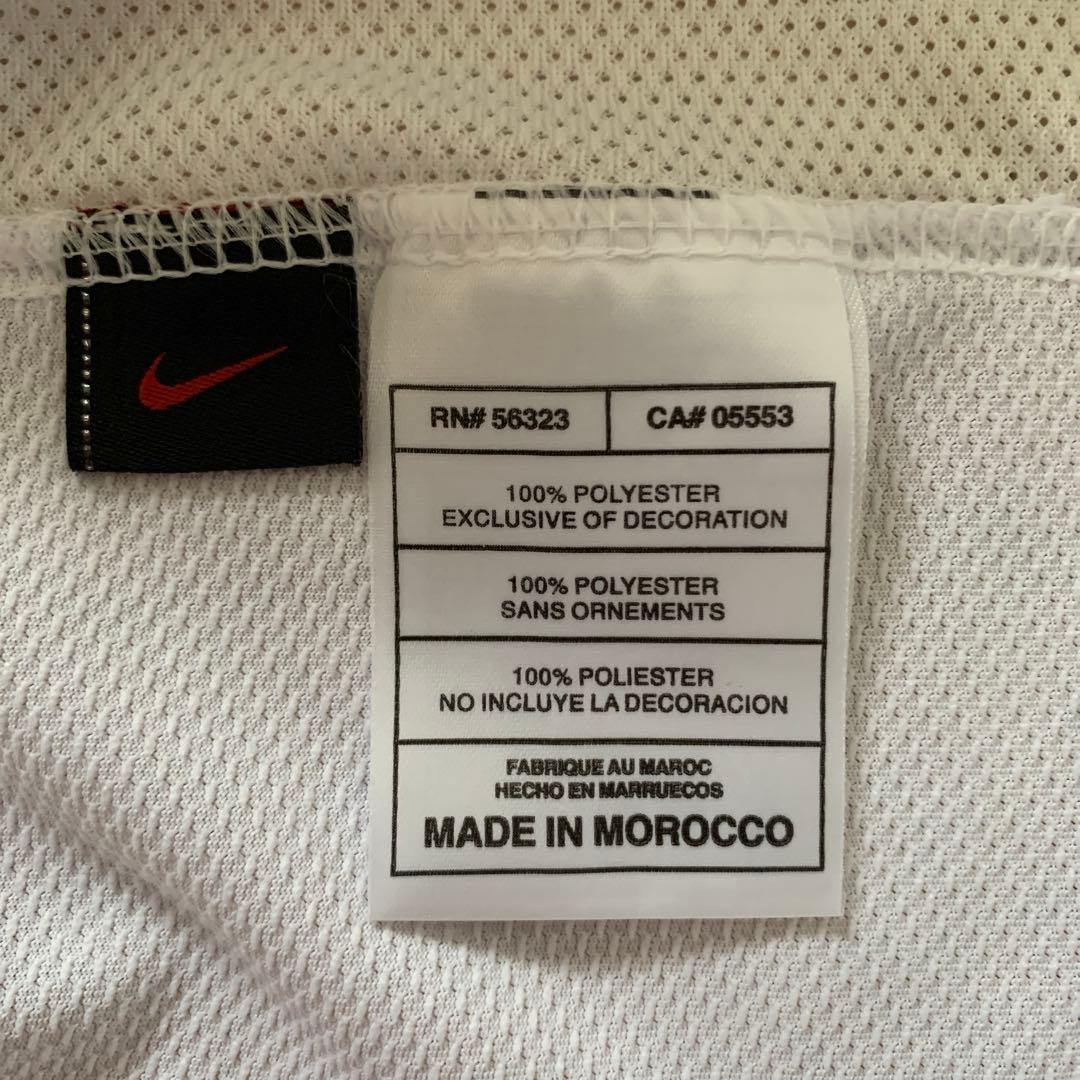 RN# 56323
CA# 05553
100% POLYESTER
EXCLUSIVE OF DECORATION
100% POLYESTER
SANS ORNEMENTS
100% POLIESTER
NO INCLUYE LA DECORACION
FABRIQUE AU MAROC
HECHO EN MARRUECOS
MADE IN MOROCCO